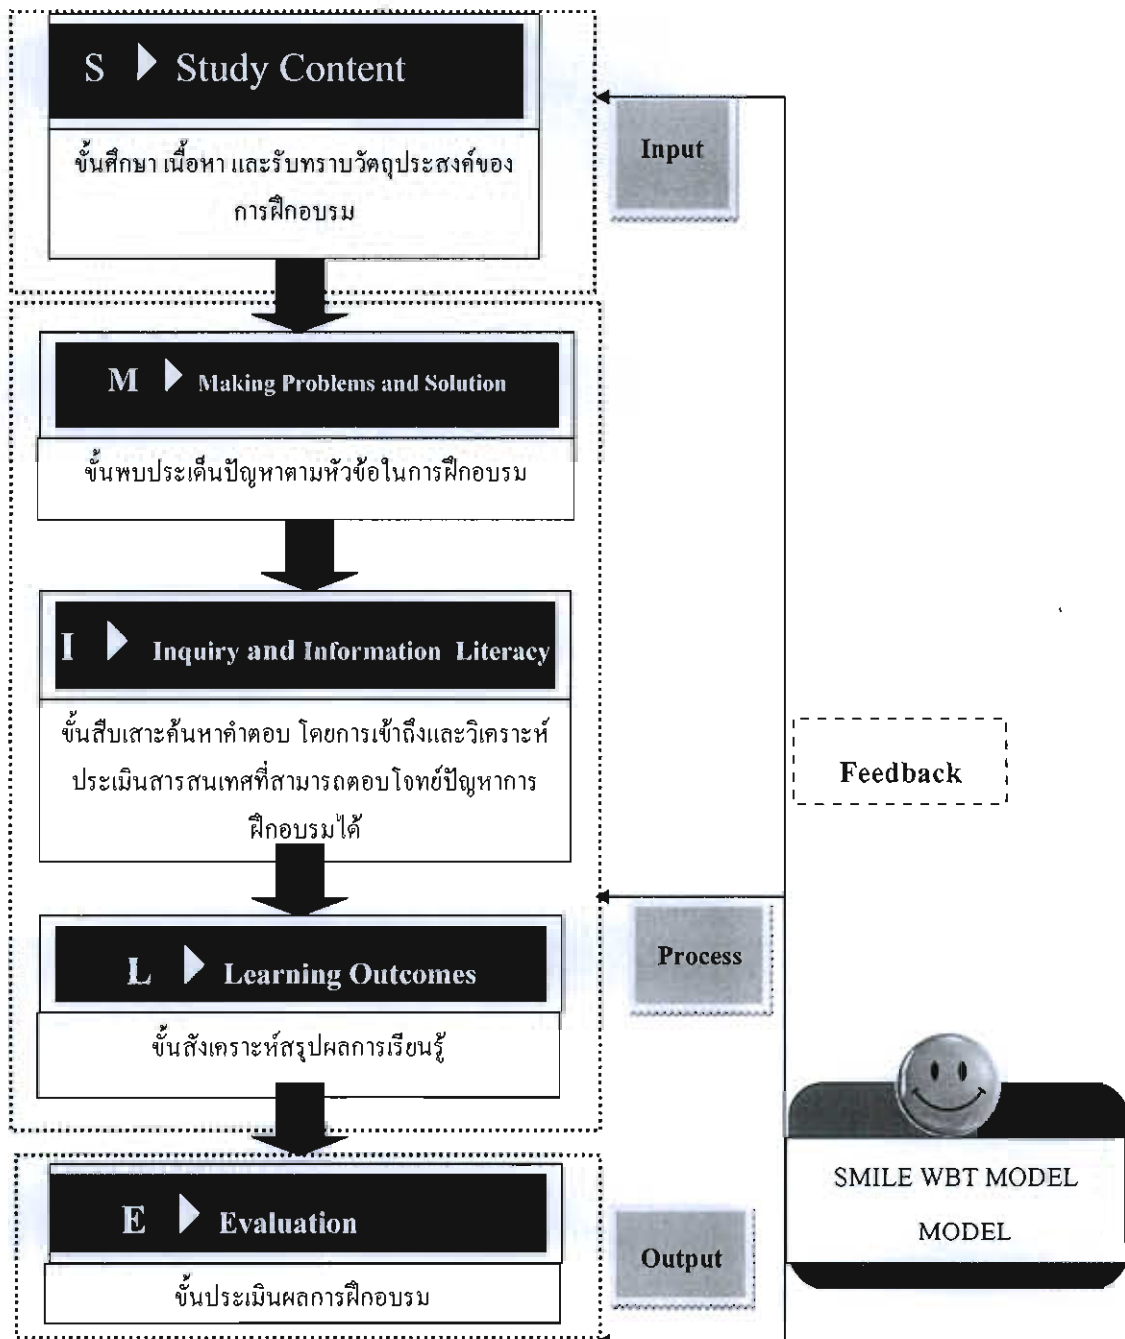 S Study Content
ขั้นศึกษา เนื้อหา และรับทราบวัตถุประสงค์ของ
การฝึกอบรม
Input
M Making Problems and Solution
ขั้นพบประเด็นปัญหาตามหัวข้อในการฝึกอบรม
I Inquiry and Information Literacy
ขั้นสืบเสาะค้นหาคำตอบ โดยการเข้าถึงและวิเคราะห์
ประเมินสารสนเทศที่สามารถตอบโจทย์ปัญหาการ
ฝึกอบรมได้
Feedback
L Learning Outcomes
ขั้นสังเคราะห์สรุปผลการเรียนรู้
Process
E Evaluation
ขั้นประเมินผลการฝึกอบรม
Output
SMILE WBT MODEL
MODEL